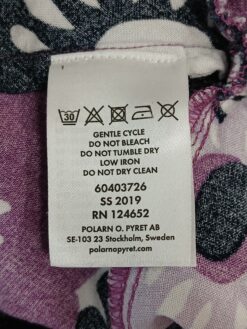 30
GENTLE CYCLE
DO NOT BLEACH
DO NOT TUMBLE DRY
LOW IRON
DO NOT DRY CLEAN
60403726
SS 2019
RN 124652
POLARN O. PYRET AB
SE-103 23 Stockholm, Sweden
polarnopyret.com